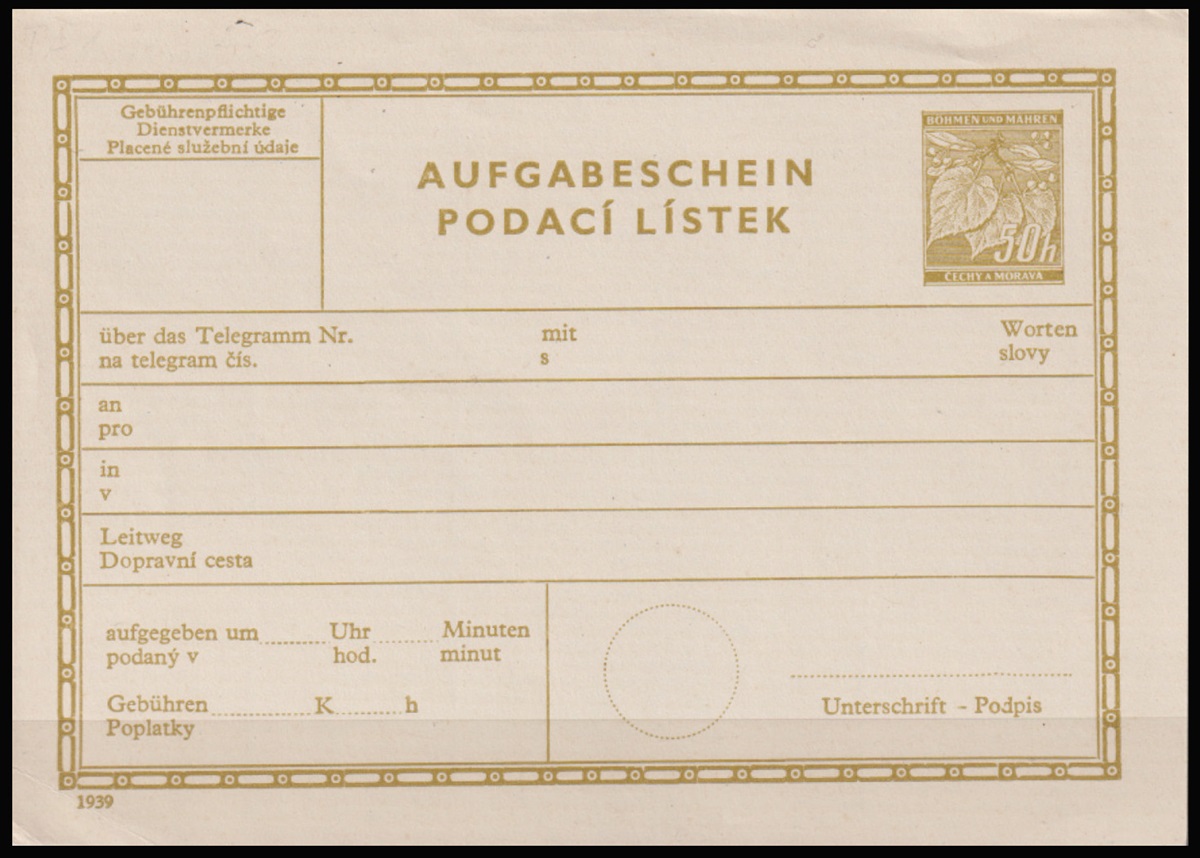 Gebührenpflichtige
Dienstvermerke
Placené služební údaje
AUFGABESCHEIN
PODACÍ LÍSTEK
BÖHMEN UND MÄHREN
50h
ČECHY A MORAVA
über das Telegramm Nr. mit Worten
na telegram čís. s slovy
an
pro
in
v
Leitweg
Dopravní cesta
aufgegeben um ........ Uhr ........ Minuten
podaný v hod. minut
Gebühren ........ K ........ h
Poplatky
Unterschrift - Podpis
1939